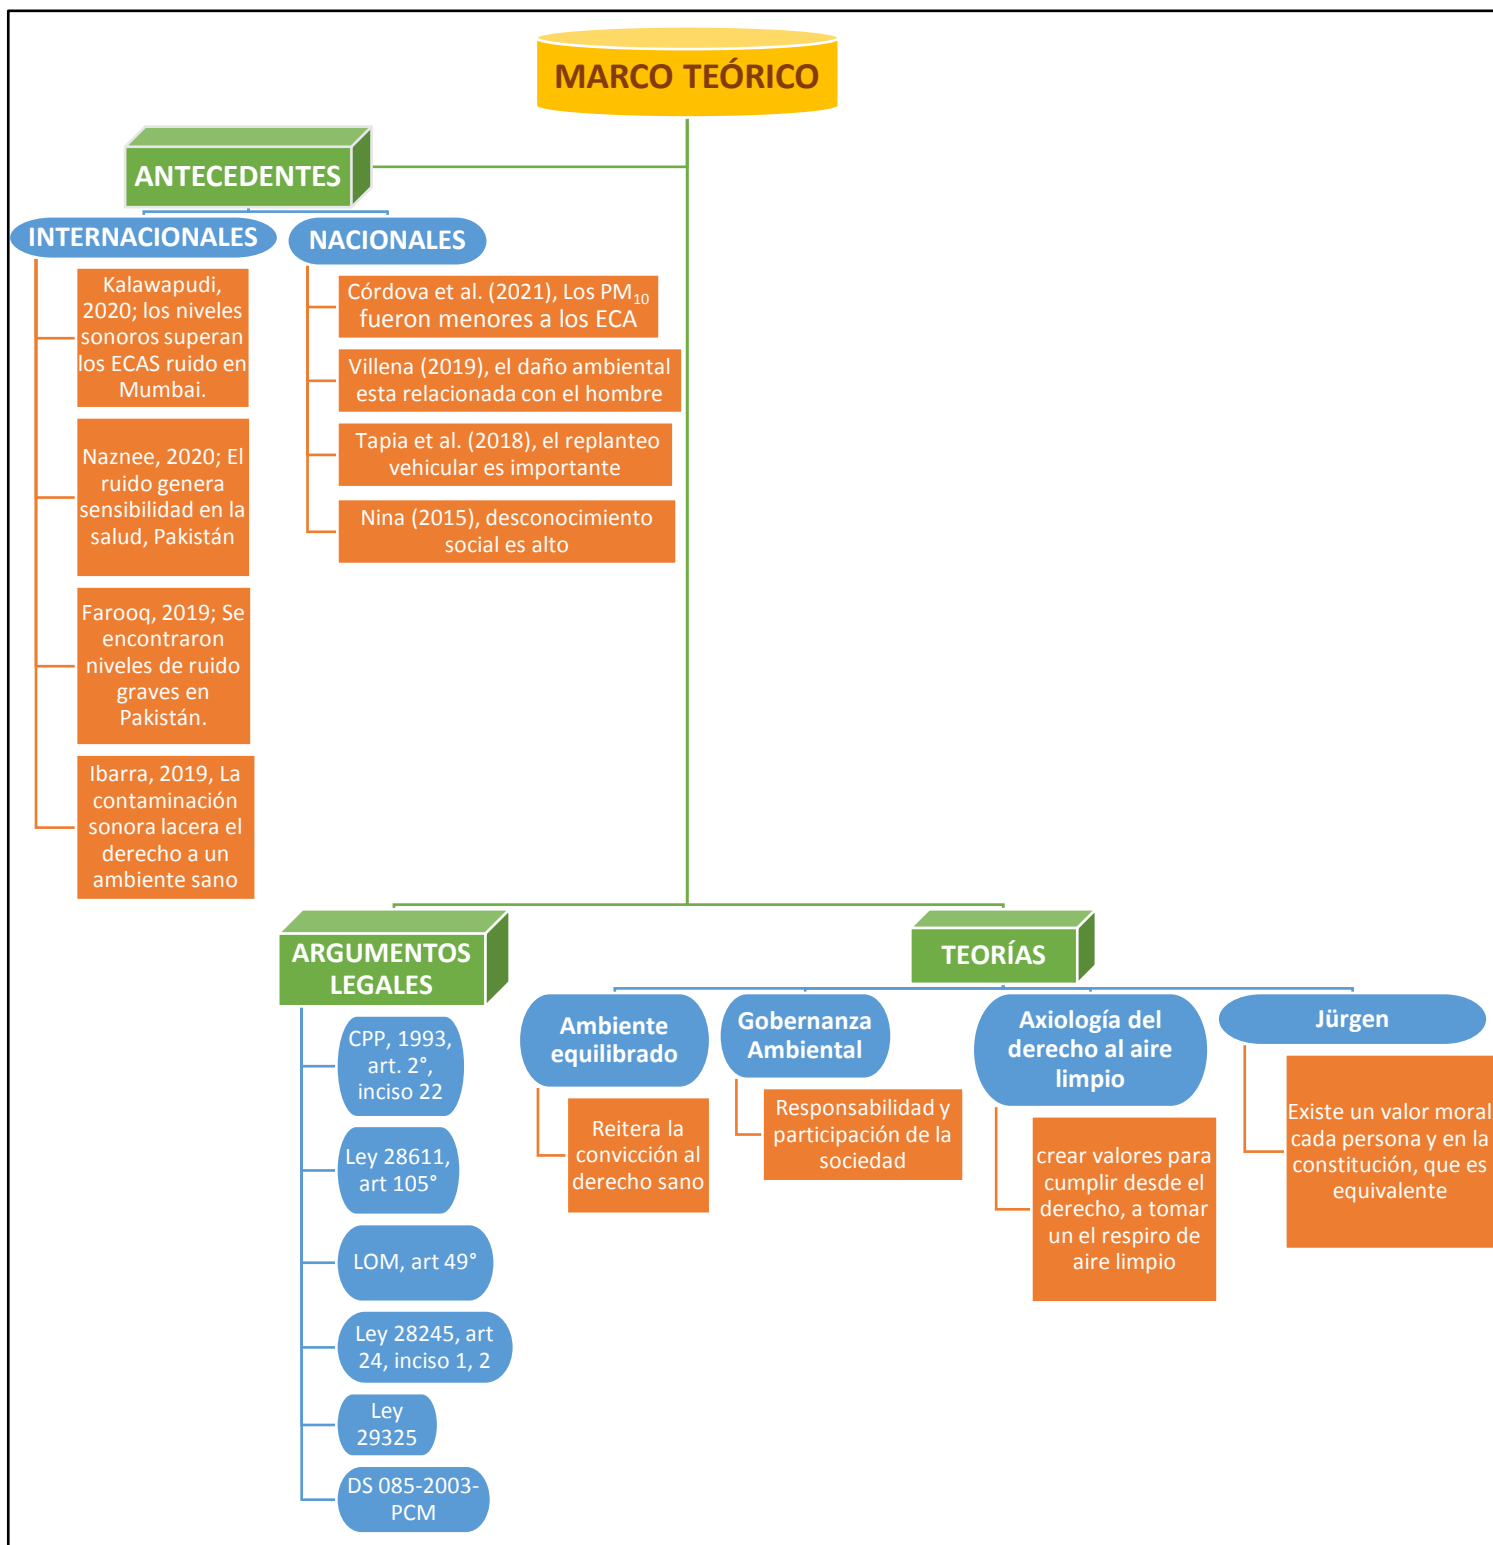 MARCO TEÓRICO
ANTECEDENTES
INTERNACIONALES
Kalawapudi,
2020; los niveles
sonoros superan
los ECAS ruido en
Mumbai.
Naznee, 2020; El
ruido genera
sensibilidad en la
salud, Pakistán
Farooq, 2019; Se
encontraron
niveles de ruido
graves en
Pakistán.
Ibarra, 2019, La
contaminación
sonora lacera el
derecho a un
ambiente sano
NACIONALES
Córdova et al. (2021), Los PM₁₀
fueron menores a los ECA
Villena (2019), el daño ambiental
esta relacionada con el hombre
Tapia et al. (2018), el replanteo
vehicular es importante
Nina (2015), desconocimiento
social es alto
ARGUMENTOS
LEGALES
CPP, 1993,
art. 2°,
inciso 22
Ley 28611,
art 105°
LOM, art 49°
Ley 28245, art
24, inciso 1, 2
Ley
29325
DS 085-2003-
PCM
TEORÍAS
Ambiente
equilibrado
Reitera la
convicción al
derecho sano
Gobernanza
Ambiental
Responsabilidad y
participación de la
sociedad
Axiología del
derecho al aire
limpio
crear valores para
cumplir desde el
derecho, a tomar
un el respiro de
aire limpio
Jürgen
Existe un valor moral
cada persona y en la
constitución, que es
equivalente